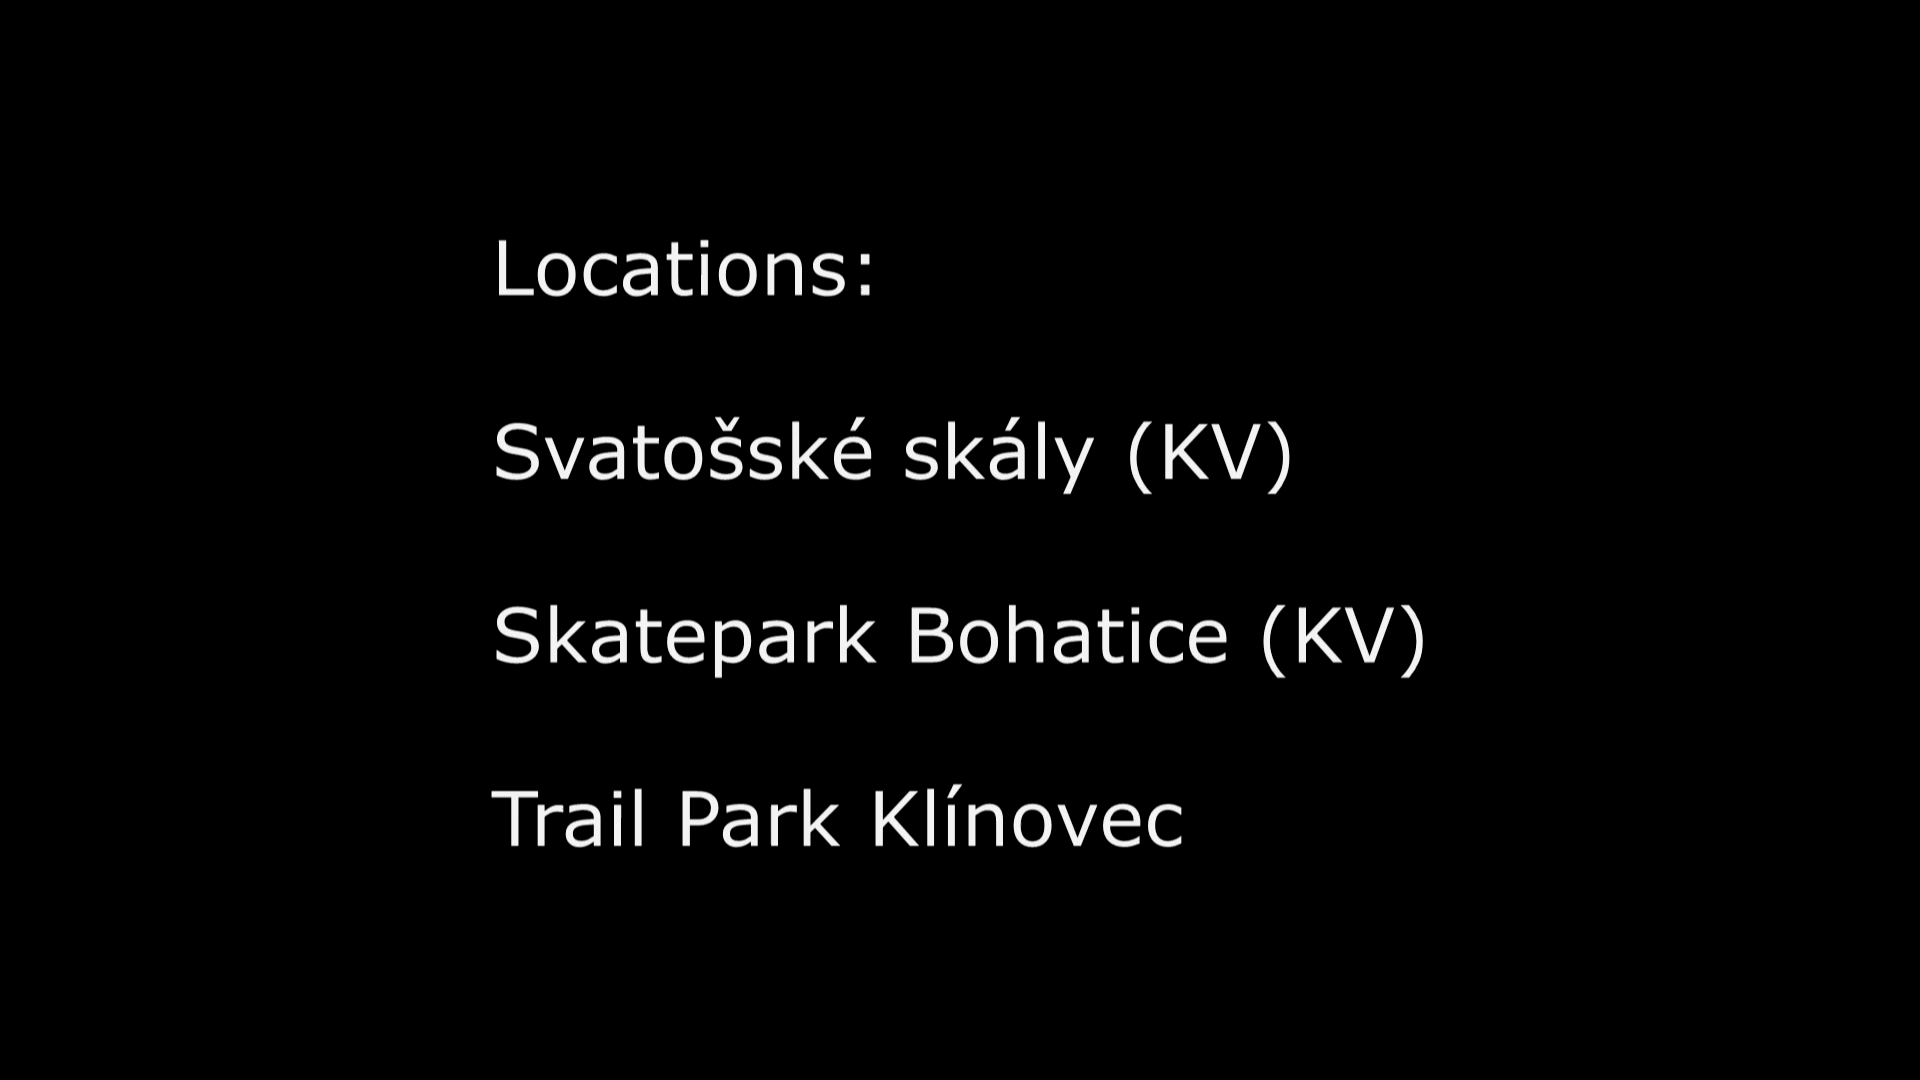 Locations:
Svatošské skály (KV)
Skatepark Bohatice (KV)
Trail Park Klínovec